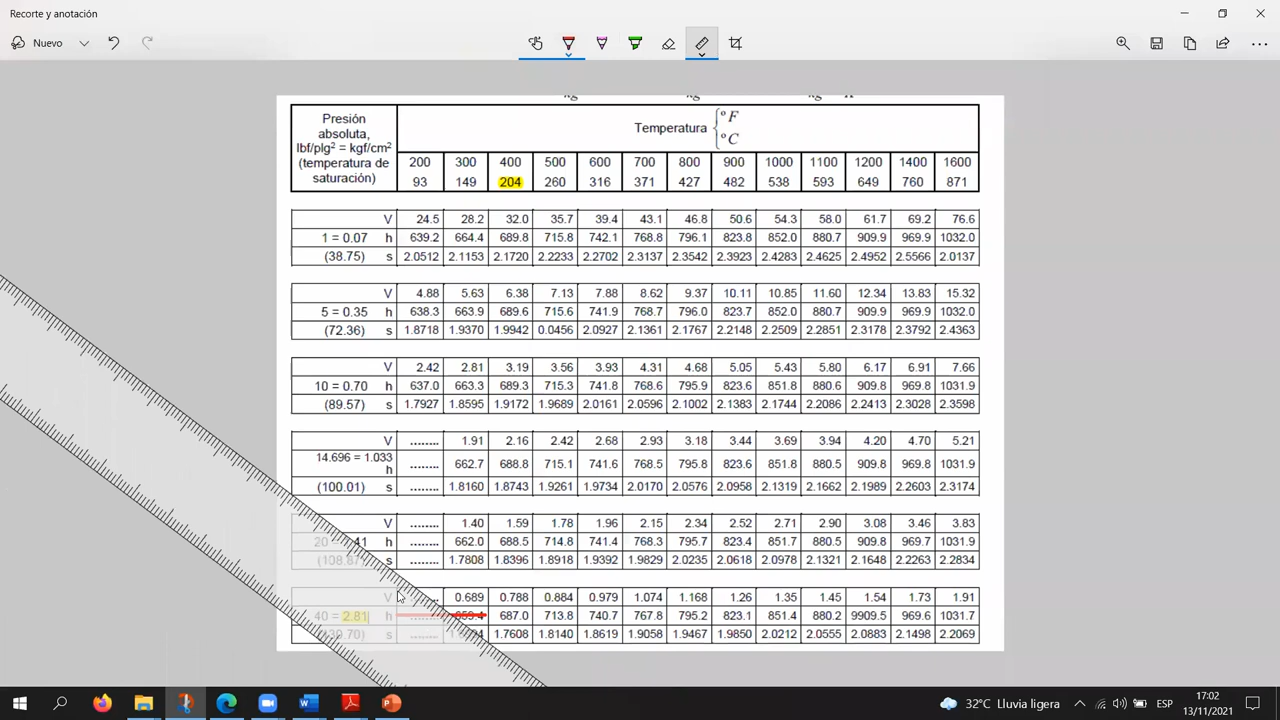 Recorte y anotación
Nuevo
Presión
absoluta,
lbf/plg² = kgf/cm²
(temperatura de
saturación)
Temperatura { º F
º C
200 300 400 500 600 700 800 900 1000 1100 1200 1400 1600
93 149 204 260 316 371 427 482 538 593 649 760 871
V 24.5 28.2 32.0 35.7 39.4 43.1 46.8 50.6 54.3 58.0 61.7 69.2 76.6
1 = 0.07 h 639.2 664.4 689.8 715.8 742.1 768.8 796.1 823.8 852.0 880.7 909.9 969.9 1032.0
(38.75) s 2.0512 2.1153 2.1720 2.2233 2.2702 2.3137 2.3542 2.3923 2.4283 2.4625 2.4952 2.5566 2.0137
V 4.88 5.63 6.38 7.13 7.88 8.62 9.37 10.11 10.85 11.60 12.34 13.83 15.32
5 = 0.35 h 638.3 663.9 689.6 715.6 741.9 768.7 796.0 823.7 852.0 880.7 909.9 969.9 1032.0
(72.36) s 1.8718 1.9370 1.9942 0.0456 2.0927 2.1361 2.1767 2.2148 2.2509 2.2851 2.3178 2.3792 2.4363
V 2.42 2.81 3.19 3.56 3.93 4.31 4.68 5.05 5.43 5.80 6.17 6.91 7.66
10 = 0.70 h 637.0 663.3 689.3 715.3 741.8 768.6 795.9 823.6 851.8 880.6 909.8 969.8 1031.9
(89.57) s 1.7927 1.8595 1.9172 1.9689 2.0161 2.0596 2.1002 2.1383 2.1744 2.2086 2.2413 2.3028 2.3598
V ........ 1.91 2.16 2.42 2.68 2.93 3.18 3.44 3.69 3.94 4.20 4.70 5.21
14.696 = 1.033
h ........ 662.7 688.8 715.1 741.6 768.5 795.8 823.6 851.8 880.5 909.8 969.8 1031.9
(100.01) s ........ 1.8160 1.8743 1.9261 1.9734 2.0170 2.0576 2.0958 2.1319 2.1662 2.1989 2.2603 2.3174
V ........ 1.40 1.59 1.78 1.96 2.15 2.34 2.52 2.71 2.90 3.08 3.46 3.83
20 41 h ........ 662.0 688.5 714.8 741.4 768.3 795.7 823.4 851.7 880.5 909.8 969.7 1031.9
(108.87) s ........ 1.7808 1.8396 1.8918 1.9392 1.9829 2.0235 2.0618 2.0978 2.1321 2.1648 2.2263 2.2834
V 0.689 0.788 0.884 0.979 1.074 1.168 1.26 1.35 1.45 1.54 1.73 1.91
40 = 2.81 h ........ 659.4 687.0 713.8 740.7 767.8 795.2 823.1 851.4 880.2 9909.5 969.6 1031.7
s ........ 1.7608 1.8140 1.8619 1.9058 1.9467 1.9850 2.0212 2.0555 2.0883 2.1498 2.2069
32°C Lluvia ligera ESP
17:02
13/11/2021